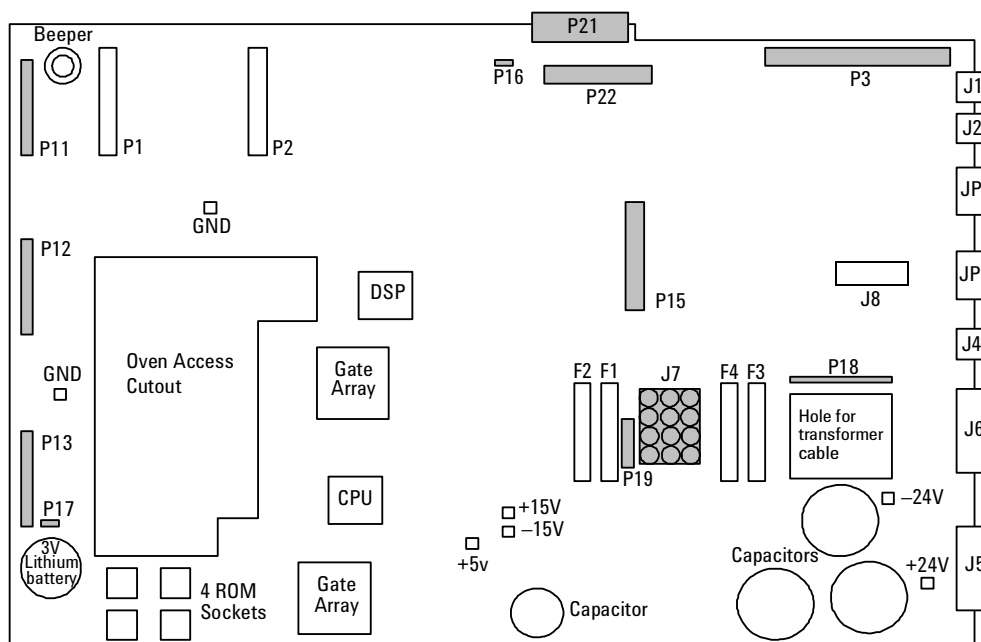 P21
Beeper
P16
P22
P3
J1
P11
P1
P2
J2
JP
GND
P12
DSP
P15
JP
J8
Oven Access
Cutout
GND
Gate
Array
F2
F1
J7
F4
F3
P18
J4
Hole for
transformer
cable
J6
P13
P19
P17
CPU
+15V
–15V
–24V
3V
Lithium
battery
+5v
Capacitors
+24V
J5
4 ROM
Sockets
Gate
Array
Capacitor